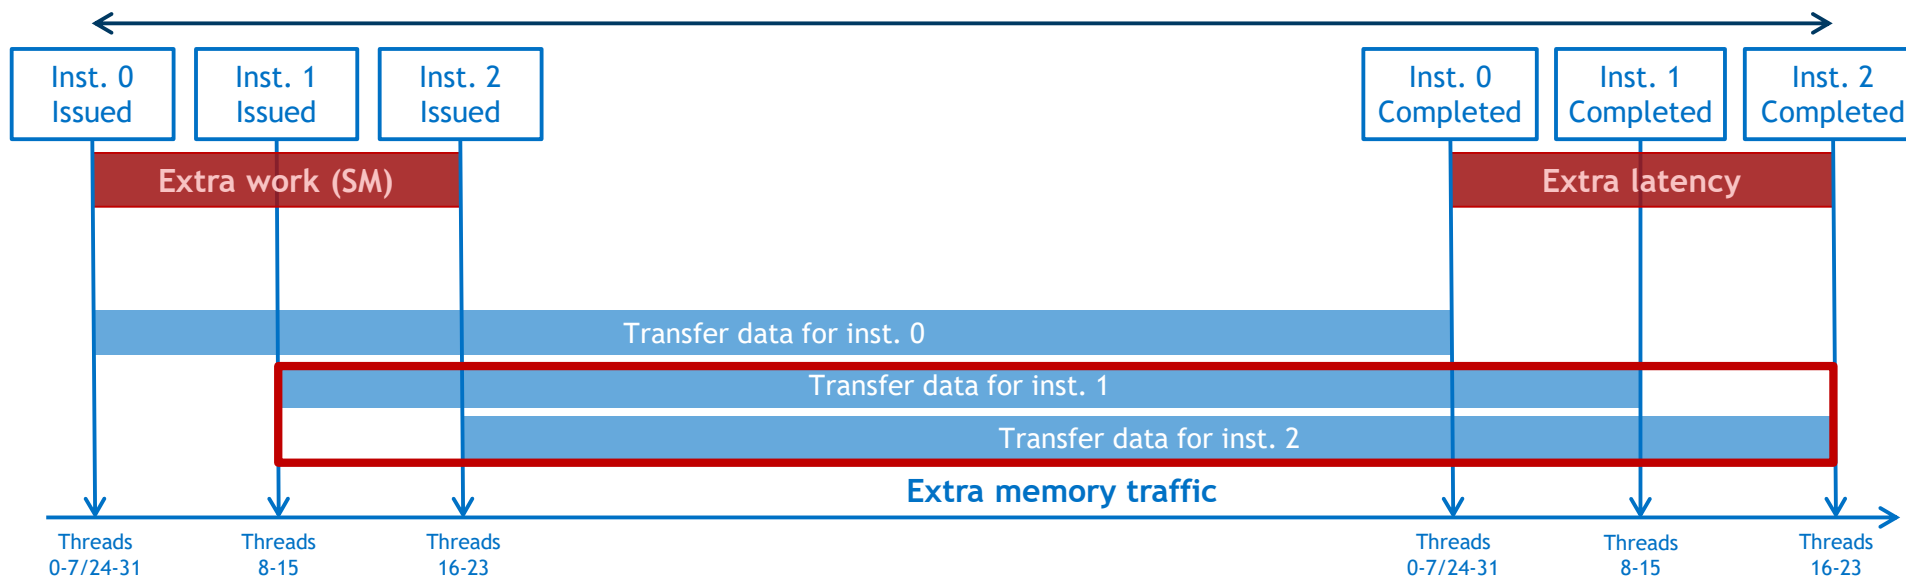 Inst. 0
Issued
Inst. 1
Issued
Inst. 2
Issued
Inst. 0
Completed
Inst. 1
Completed
Inst. 2
Completed
Extra work (SM)
Extra latency
Transfer data for inst. 0
Transfer data for inst. 1
Transfer data for inst. 2
Extra memory traffic
Threads
0-7/24-31
Threads
8-15
Threads
16-23
Threads
0-7/24-31
Threads
8-15
Threads
16-23